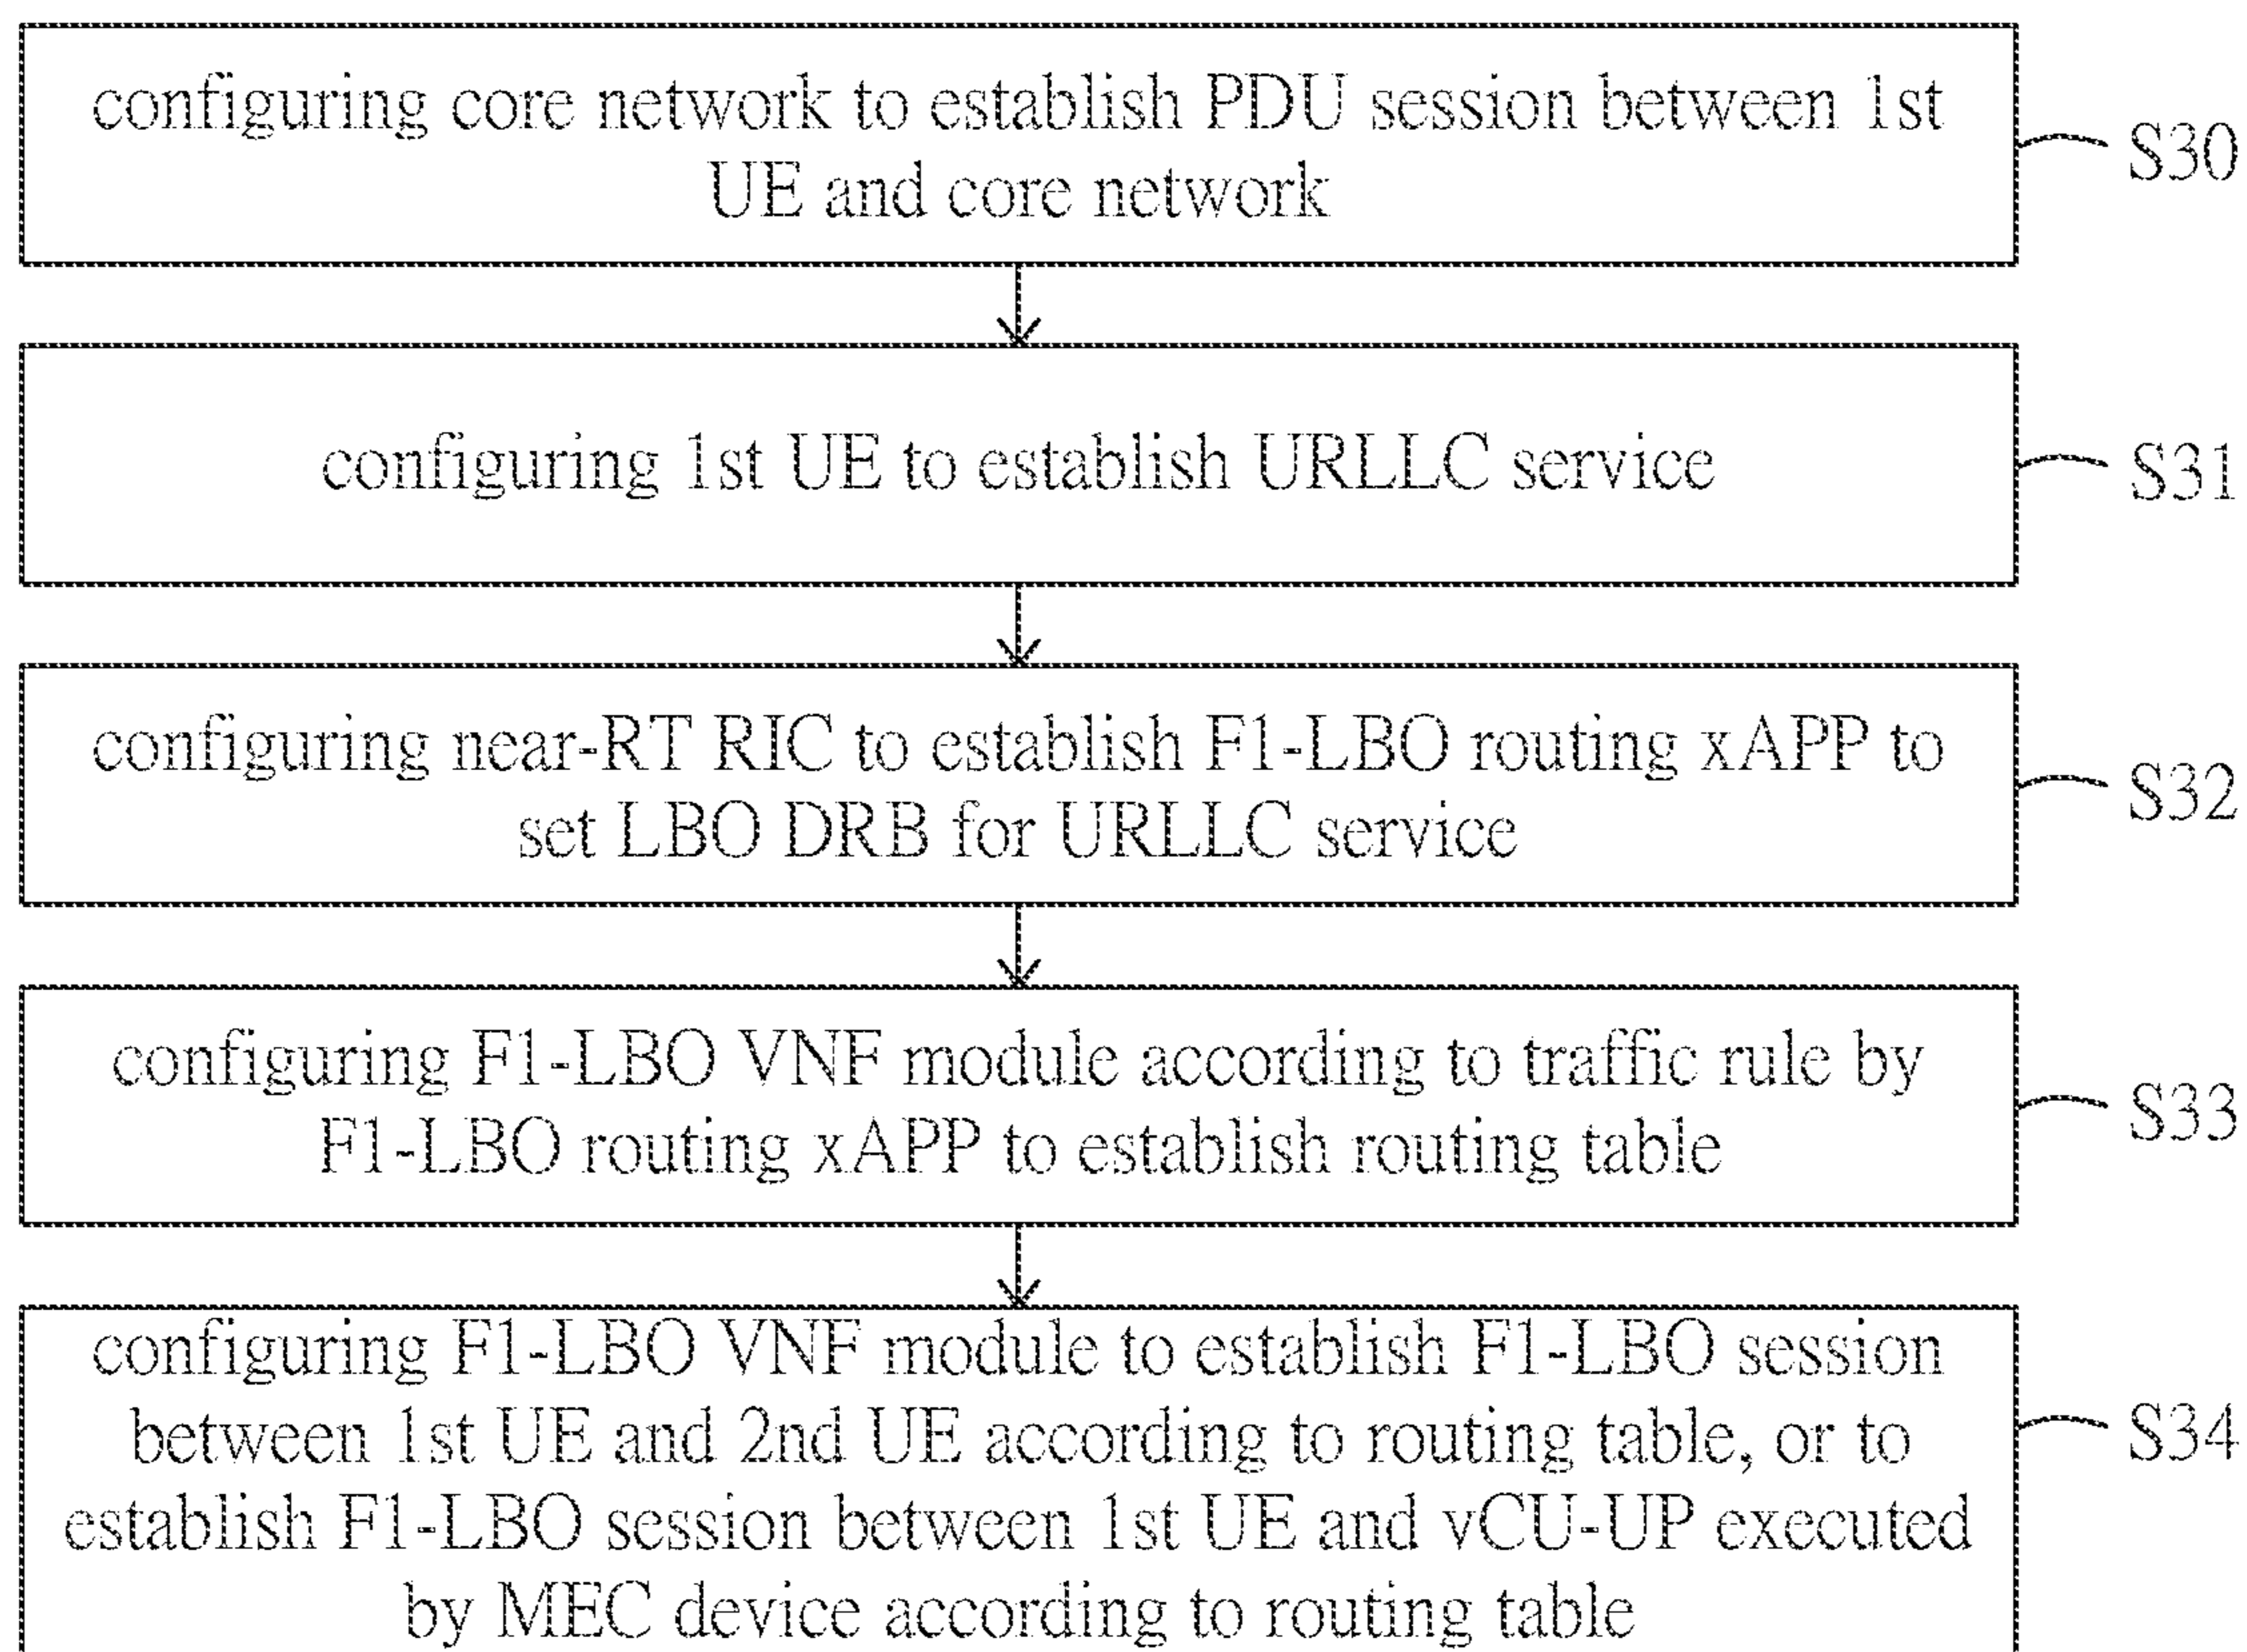 configuring core network to establish PDU session between 1st
UE and core network
S30
configuring 1st UE to establish URLLC service
S31
configuring near-RT RIC to establish F1-LBO routing xAPP to
set LBO DRB for URLLC service
S32
configuring F1-LBO VNF module according to traffic rule by
F1-LBO routing xAPP to establish routing table
S33
configuring F1-LBO VNF module to establish F1-LBO session
between 1st UE and 2nd UE according to routing table, or to
establish F1-LBO session between 1st UE and vCU-UP executed
by MEC device according to routing table
S34